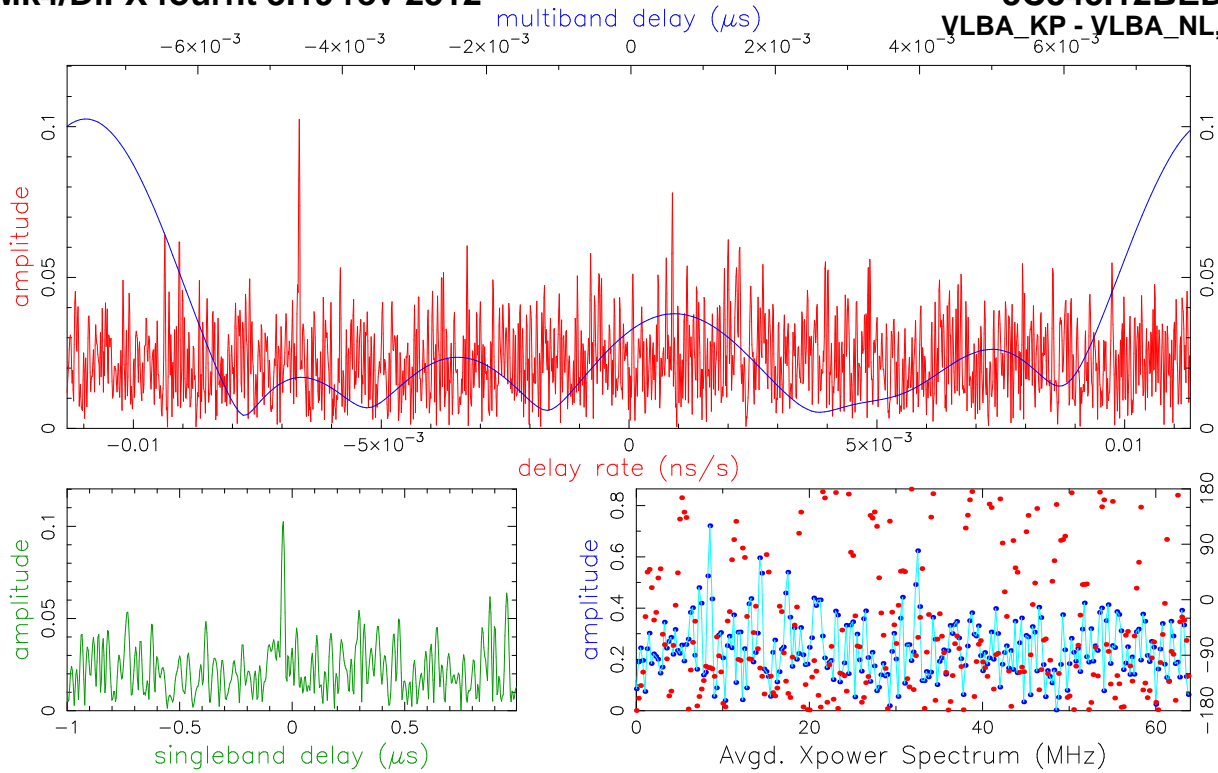 multiband delay (μs)
VLBA_KP - VLBA_NL,
−6×10⁻³ −4×10⁻³ −2×10⁻³ 0 2×10⁻³ 4×10⁻³ 6×10⁻³
amplitude
0 0.05 0.1
0 0.05 0.1
−0.01 −5×10⁻³ 0 5×10⁻³ 0.01
delay rate (ns/s)
amplitude
0 0.05 0.1
−1 −0.5 0 0.5
singleband delay (μs)
amplitude
0 0.2 0.4 0.6 0.8
−180 −90 0 90 180
0 20 40 60
Avgd. Xpower Spectrum (MHz)